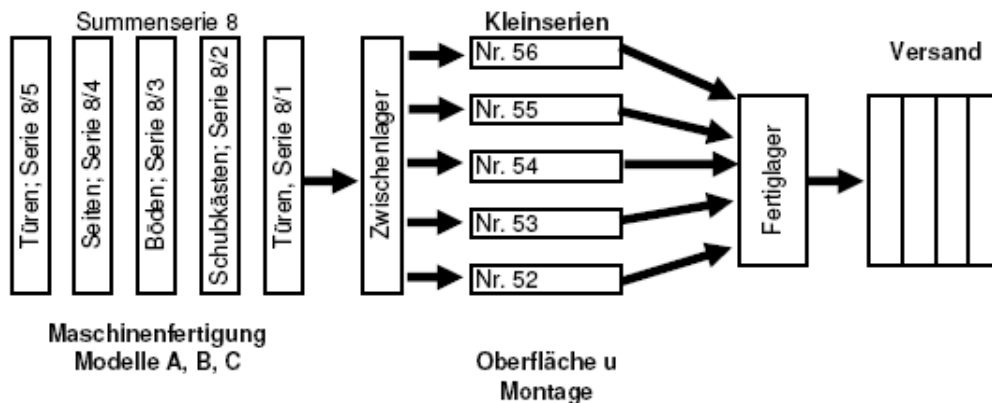 Summenserie 8
Türen; Serie 8/5
Seiten; Serie 8/4
Böden; Serie 8/3
Schubkästen; Serie 8/2
Türen, Serie 8/1
Maschinenfertigung
Modelle A, B, C
Zwischenlager
Kleinserien
Nr. 56
Nr. 55
Nr. 54
Nr. 53
Nr. 52
Oberfläche u
Montage
Fertiglager
Versand